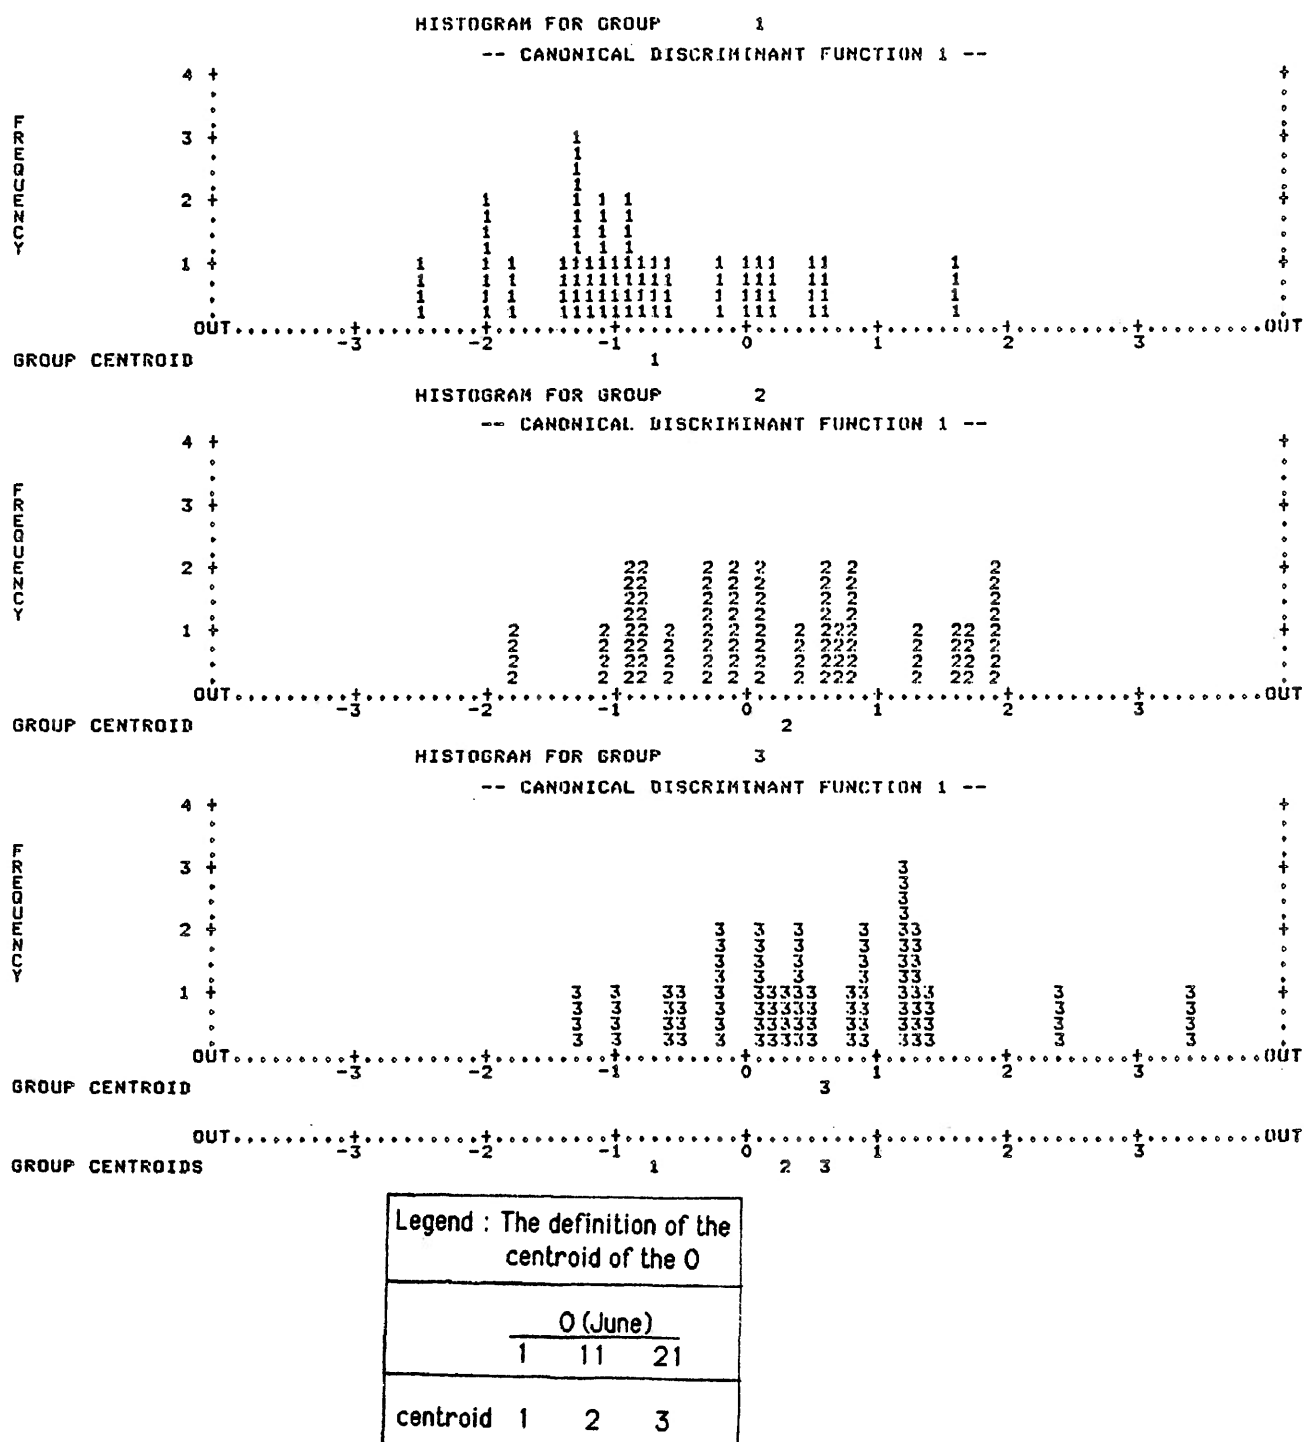 HISTOGRAM FOR GROUP 1
-- CANONICAL DISCRIMINANT FUNCTION 1 --
FREQUENCY
4
3
2
1
OUT -3 -2 -1 0 1 2 3 OUT
GROUP CENTROID 1
HISTOGRAM FOR GROUP 2
-- CANONICAL DISCRIMINANT FUNCTION 1 --
FREQUENCY
4
3
2
1
OUT -3 -2 -1 0 1 2 3 OUT
GROUP CENTROID 2
HISTOGRAM FOR GROUP 3
-- CANONICAL DISCRIMINANT FUNCTION 1 --
FREQUENCY
4
3
2
1
OUT -3 -2 -1 0 1 2 3 OUT
GROUP CENTROID 3
OUT -3 -2 -1 0 1 2 3 OUT
GROUP CENTROIDS 1 2 3
Legend : The definition of the
centroid of the O
O (June)
1 11 21
centroid 1 2 3